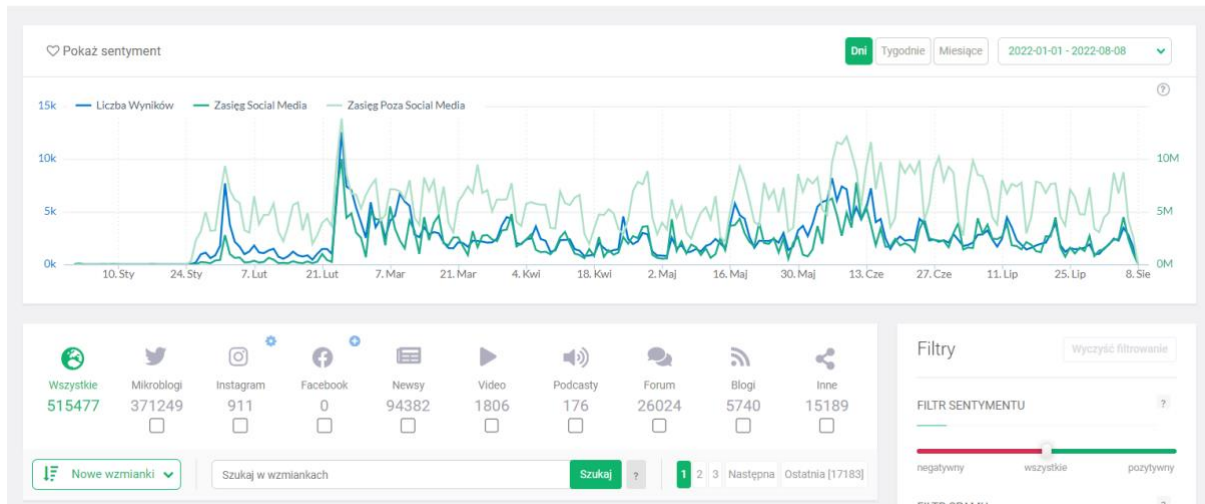 Pokaż sentyment
Dni Tygodnie Miesiące 2022-01-01 - 2022-08-08
?
15k Liczba Wyników Zasięg Social Media Zasięg Poza Social Media
10k 10M
5k 5M
0k 0M
10. Sty 24. Sty 7. Lut 21. Lut 7. Mar 21. Mar 4. Kwi 18. Kwi 2. Maj 16. Maj 30. Maj 13. Cze 27. Cze 11. Lip 25. Lip 8. Sie
Wszystkie Mikroblogi Instagram Facebook Newsy Video Podcasty Forum Blogi Inne
515477 371249 911 0 94382 1806 176 26024 5740 15189
Nowe wzmianki Szukaj w wzmiankach Szukaj ? 1 2 3 Następna Ostatnia [17183]
Filtry Wyczyść filtrowanie
FILTR SENTYMENTU ?
negatywny wszystkie pozytywny
FILTR SPAMU ?